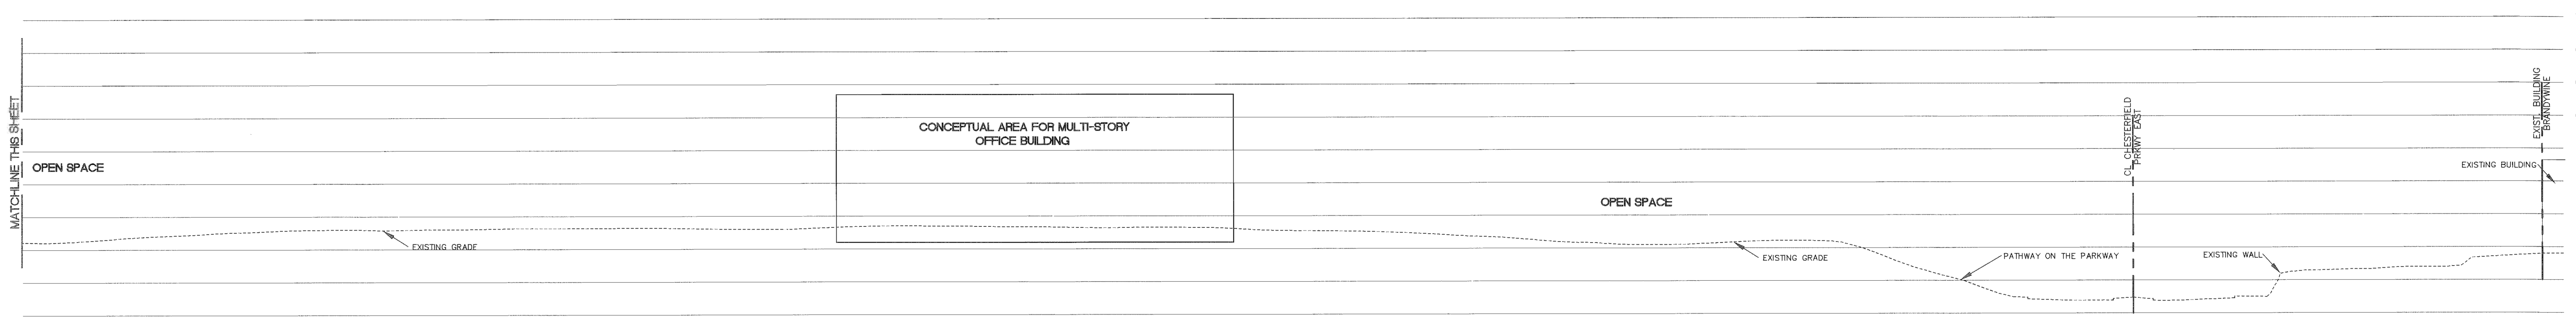 MATCHLINE THIS SHEET
OPEN SPACE
EXISTING GRADE
CONCEPTUAL AREA FOR MULTI-STORY
OFFICE BUILDING
OPEN SPACE
EXISTING GRADE
PATHWAY ON THE PARKWAY
CL CHESTERFIELD
PRKWY EAST
EXISTING WALL
EXIST. BUILDING
BRANDYWINE
EXISTING BUILDING